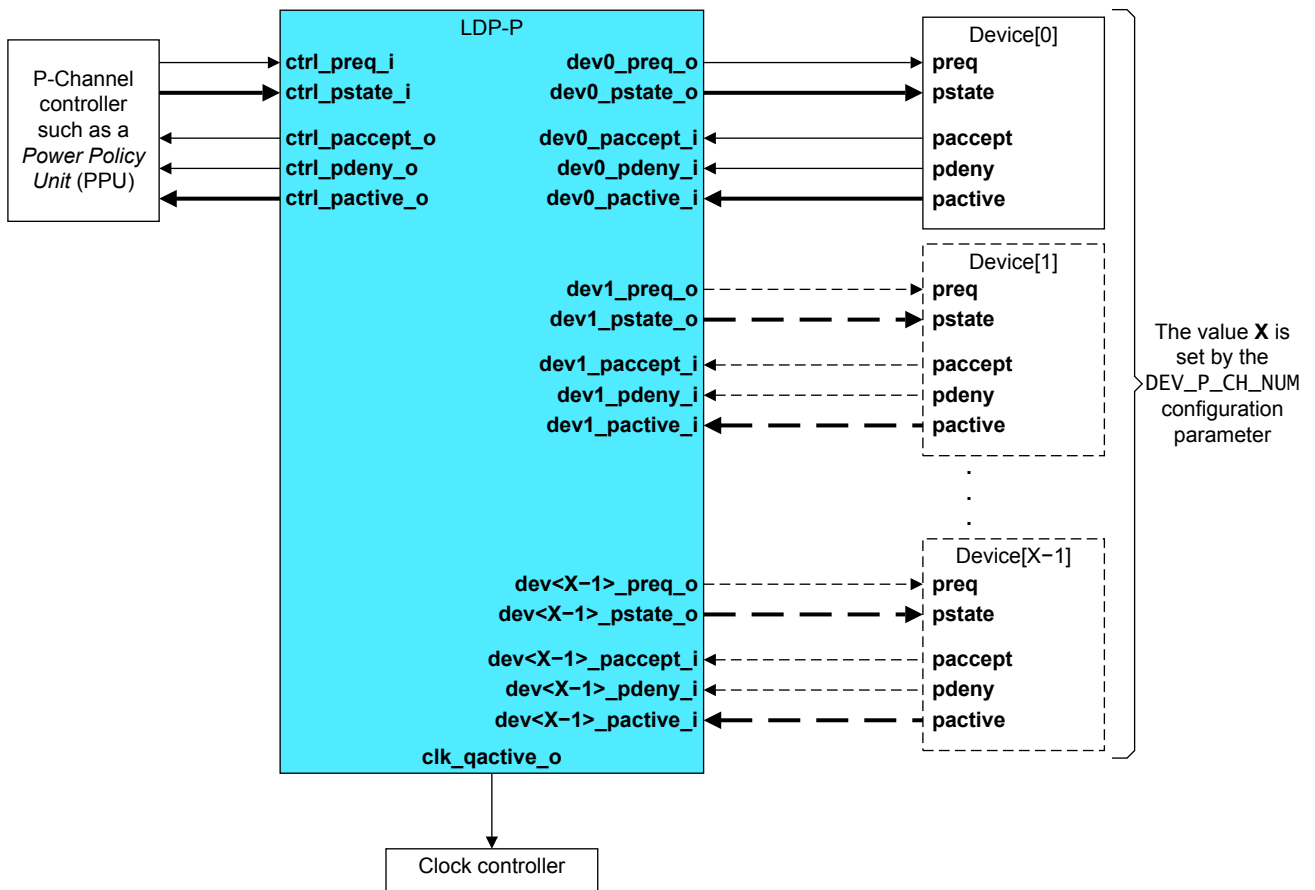 LDP-P
P-Channel
controller
such as a
Power Policy
Unit (PPU)
ctrl_preq_i
ctrl_pstate_i
ctrl_paccept_o
ctrl_pdeny_o
ctrl_pactive_o
dev0_preq_o
dev0_pstate_o
dev0_paccept_i
dev0_pdeny_i
dev0_pactive_i
Device[0]
preq
pstate
paccept
pdeny
pactive
dev1_preq_o
dev1_pstate_o
dev1_paccept_i
dev1_pdeny_i
dev1_pactive_i
Device[1]
preq
pstate
paccept
pdeny
pactive
.
.
.
dev<X−1>_preq_o
dev<X−1>_pstate_o
dev<X−1>_paccept_i
dev<X−1>_pdeny_i
dev<X−1>_pactive_i
Device[X−1]
preq
pstate
paccept
pdeny
pactive
The value X is
set by the
DEV_P_CH_NUM
configuration
parameter
clk_qactive_o
Clock controller